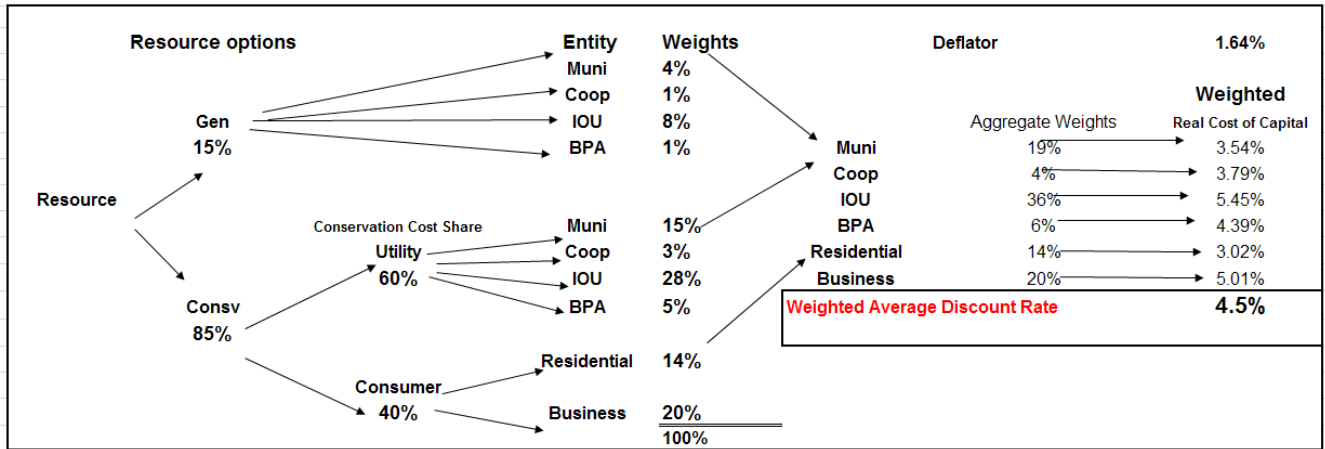 Resource options Entity Weights Deflator 1.64%
Muni 4%
Coop 1% Weighted
Gen IOU 8% Aggregate Weights Real Cost of Capital
15% BPA 1% Muni 19% 3.54%
Coop 4% 3.79%
Resource IOU 36% 5.45%
Conservation Cost Share Muni 15% BPA 6% 4.39%
Utility Coop 3% Residential 14% 3.02%
60% IOU 28% Business 20% 5.01%
Consv BPA 5% Weighted Average Discount Rate 4.5%
85%
Residential 14%
Consumer
40% Business 20%
100%